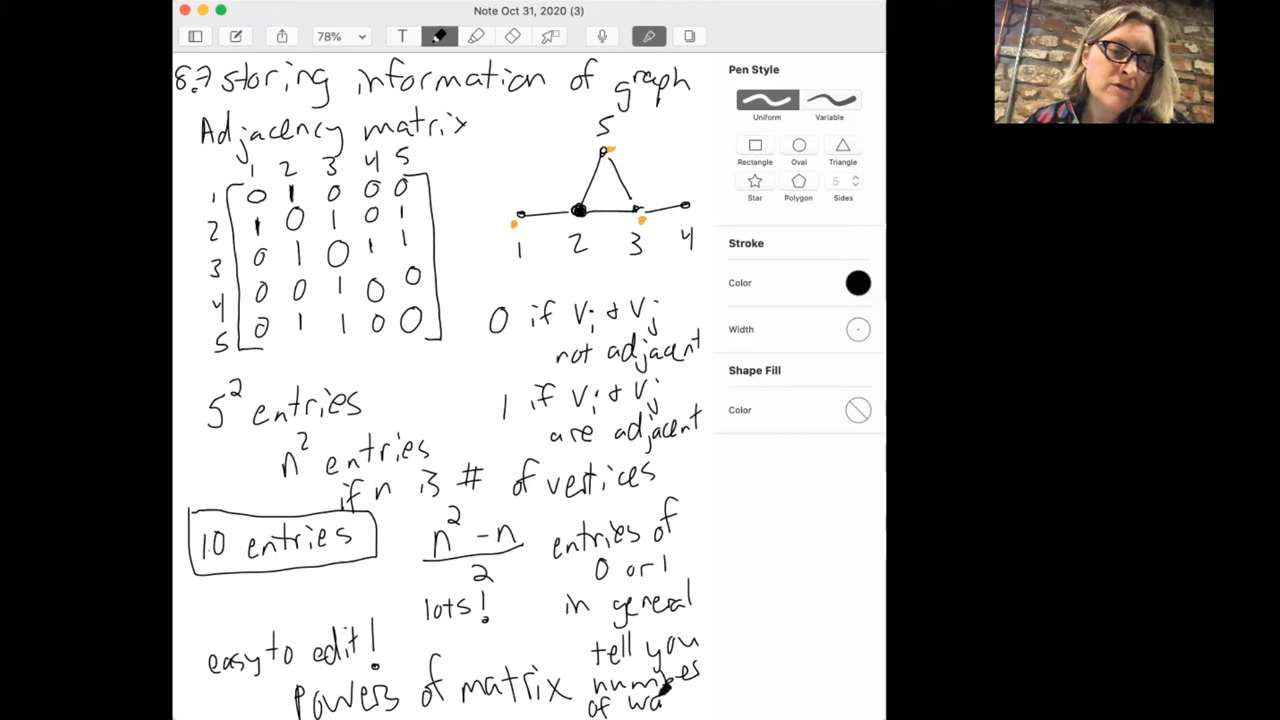 Note Oct 31, 2020 (3)
78%
T
8.7 storing information of graph
Adjacency matrix
1 2 3 4 5
1 0 1 0 0 0
2 1 0 1 0 1
3 0 1 0 1 1
4 0 0 1 0 0
5 0 1 1 0 0
5
1 2 3 4
0 if Vi + Vj
not adjacent
1 if Vi + Vj
are adjacent
5² entries
n² entries
if n is # of vertices
10 entries
n² - n
2
lots!
entries of
0 or 1
in general
easy to edit!
Powers of matrix
tell you
number
of wa
Pen Style
Uniform
Variable
Rectangle
Oval
Triangle
Star
Polygon
5
Sides
Stroke
Color
Width
Shape Fill
Color